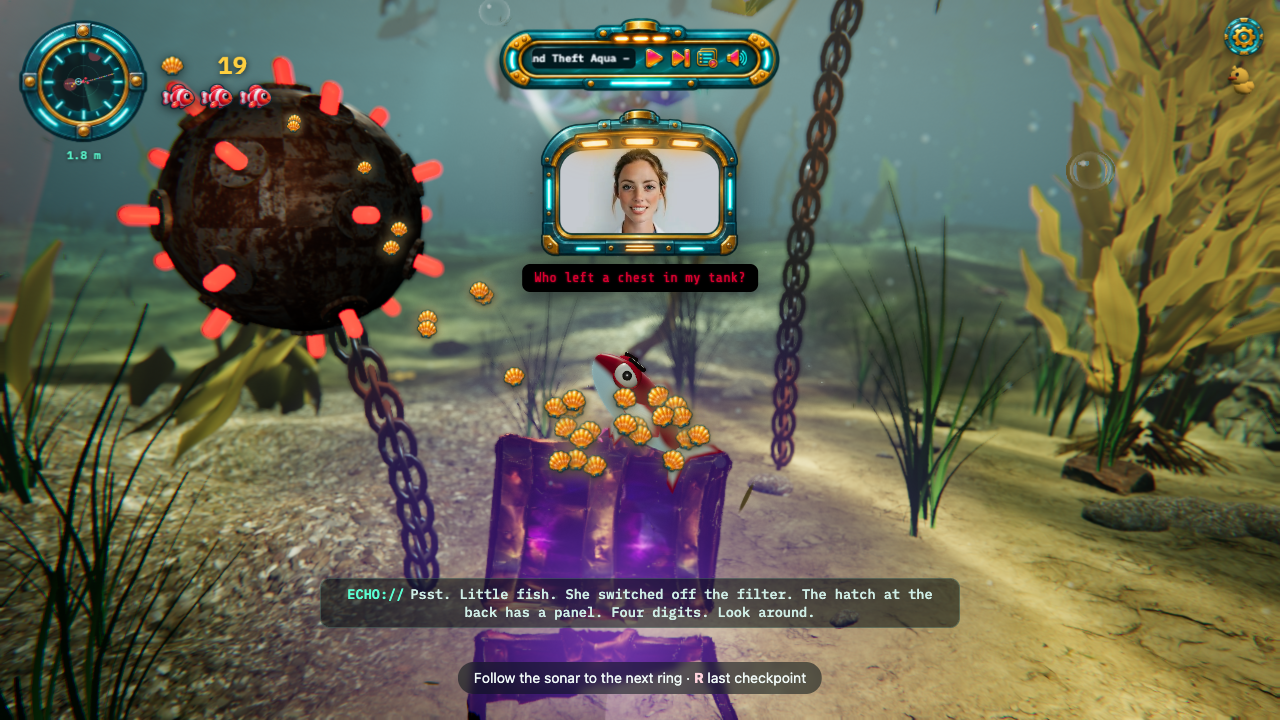 19
nd Theft Aqua –
1.8 m
Who left a chest in my tank?
ECHO:// Psst. Little fish. She switched off the filter. The hatch at the
back has a panel. Four digits. Look around.
Follow the sonar to the next ring · R last checkpoint